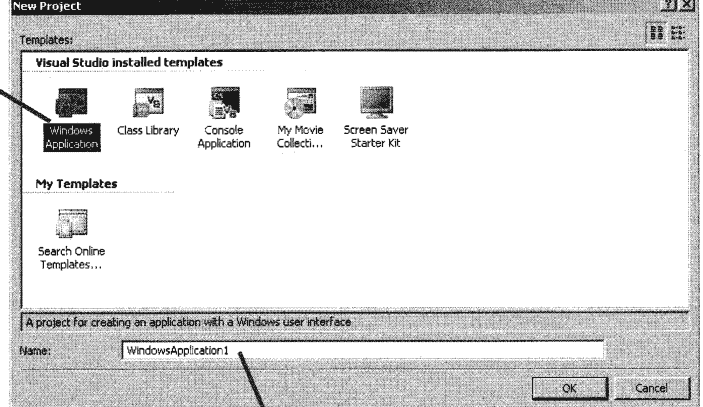 New Project
Templates:
Visual Studio installed templates
Windows Application
Class Library
Console Application
My Movie Collecti...
Screen Saver Starter Kit
My Templates
Search Online Templates...
A project for creating an application with a Windows user interface
Name:
WindowsApplication1
OK
Cancel